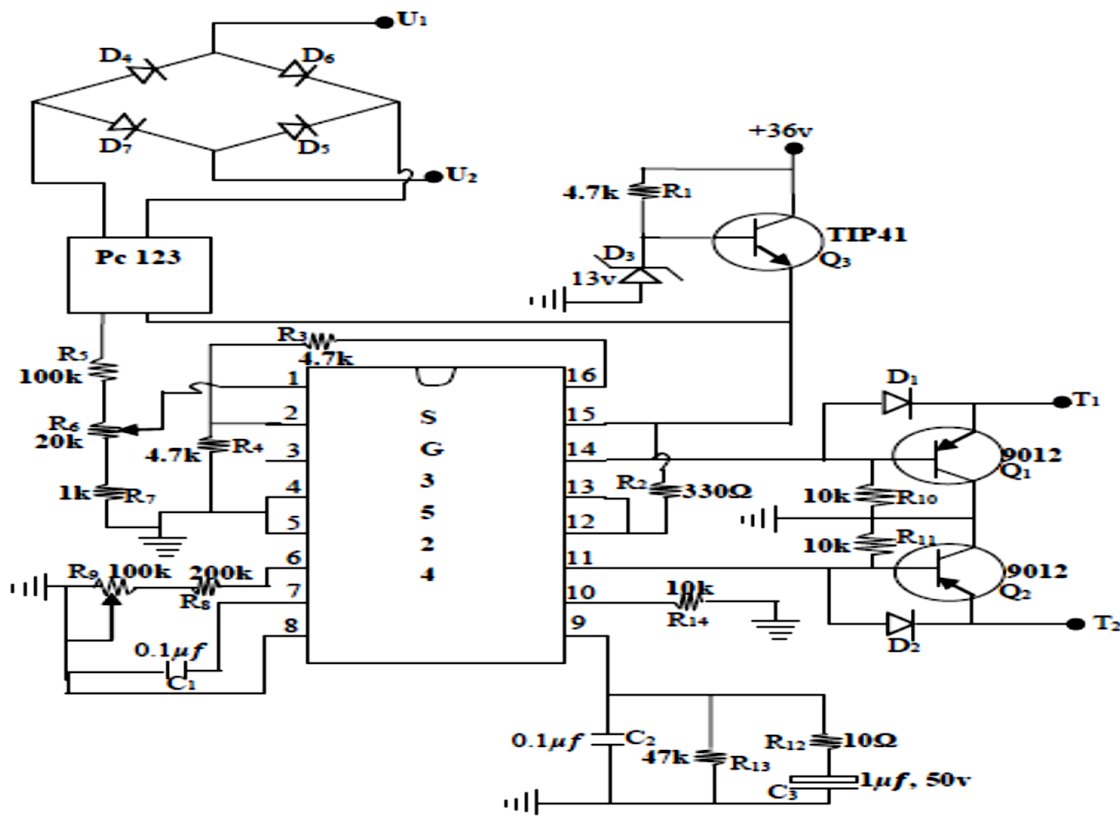 U1
D4
D6
D7
D5
U2
+36v
4.7k
R1
TIP41
Q3
Pc 123
D3
13v
R3
4.7k
R5
100k
R6
20k
4.7k
R4
1k
R7
1
2
3
4
5
6
7
8
S
G
3
5
2
4
16
15
14
13
12
11
10
9
D1
T1
9012
Q1
R2
330Ω
10k
R10
10k
R11
9012
Q2
D2
T2
R9
100k
200k
R8
10k
R14
0.1μf
C1
0.1μf
C2
47k
R13
R12
10Ω
C3
1μf, 50v